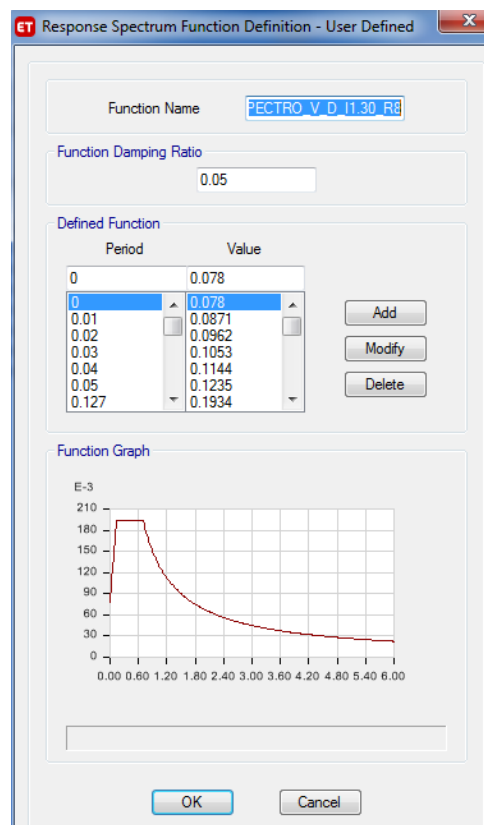 ET Response Spectrum Function Definition - User Defined
Function Name PECTRO_V_D_I1.30_R8
Function Damping Ratio
0.05
Defined Function
Period Value
0 0.078
0 0.078
0.01 0.0871
0.02 0.0962
0.03 0.1053
0.04 0.1144
0.05 0.1235
0.127 0.1934
Add
Modify
Delete
Function Graph
E-3
210
180
150
120
90
60
30
0
0.00 0.60 1.20 1.80 2.40 3.00 3.60 4.20 4.80 5.40 6.00
OK Cancel